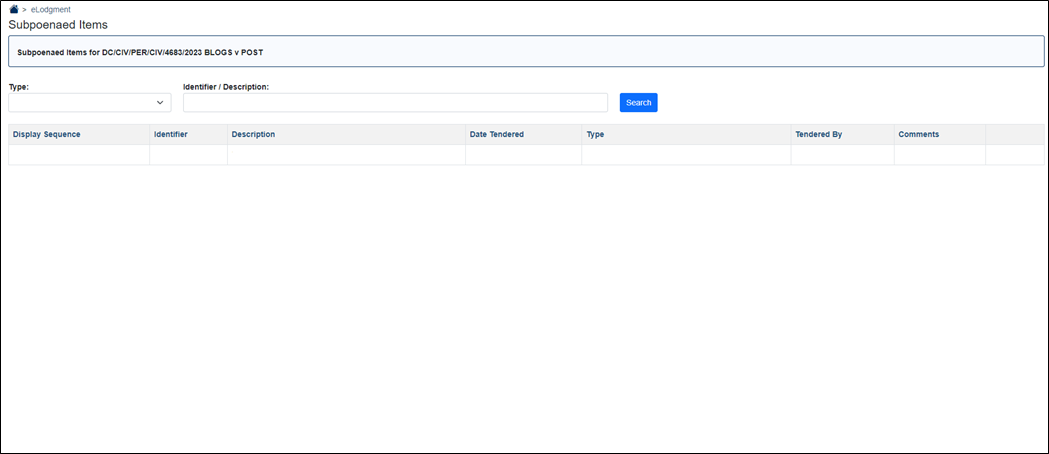 > eLodgment
Subpoenaed Items
Subpoenaed Items for DC/CIV/PER/CIV/4683/2023 BLOGS v POST
Type: Identifier / Description:
Search
Display Sequence Identifier Description Date Tendered Type Tendered By Comments